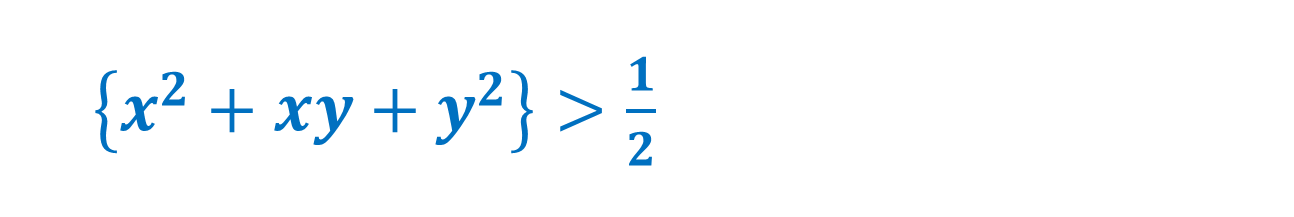 {x² + xy + y²} > 1/2